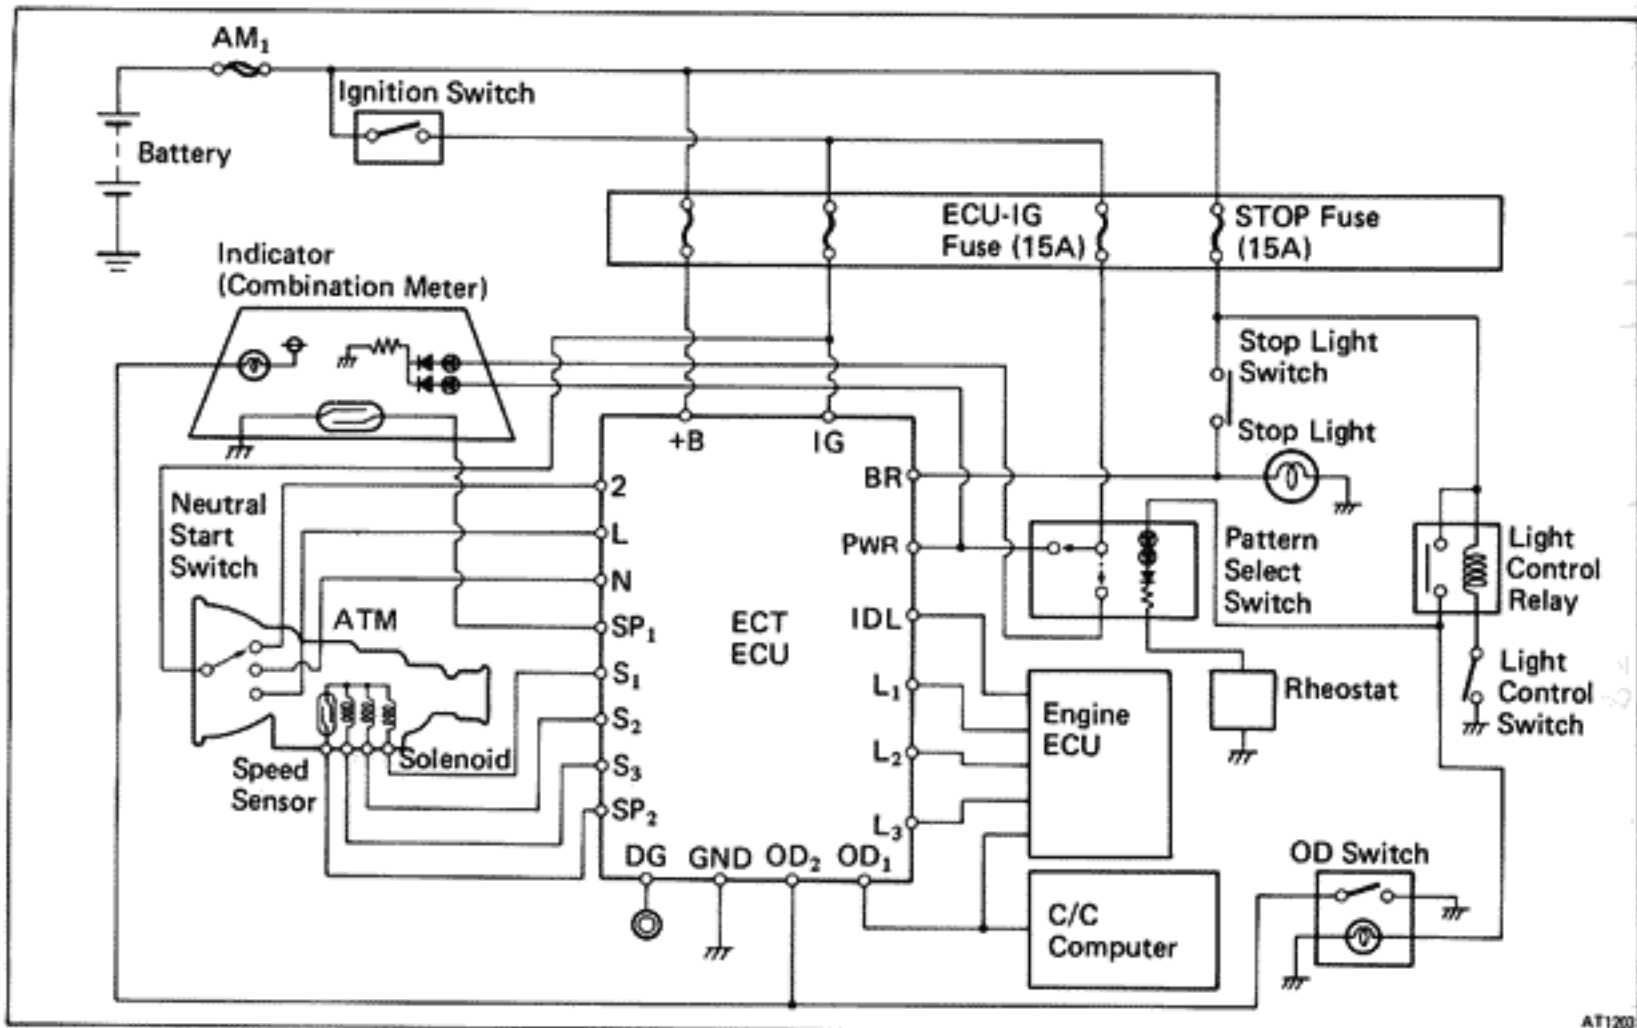 AM1
Ignition Switch
Battery
ECU-IG
Fuse (15A)
STOP Fuse
(15A)
Indicator
(Combination Meter)
Stop Light
Switch
Stop Light
+B
IG
BR
2
L
N
SP1
S1
S2
S3
SP2
PWR
IDL
L1
L2
L3
ECT
ECU
DG
GND
OD2
OD1
Neutral
Start
Switch
ATM
Speed
Sensor
Solenoid
Pattern
Select
Switch
Light
Control
Relay
Rheostat
Light
Control
Switch
Engine
ECU
C/C
Computer
OD Switch
AT1203